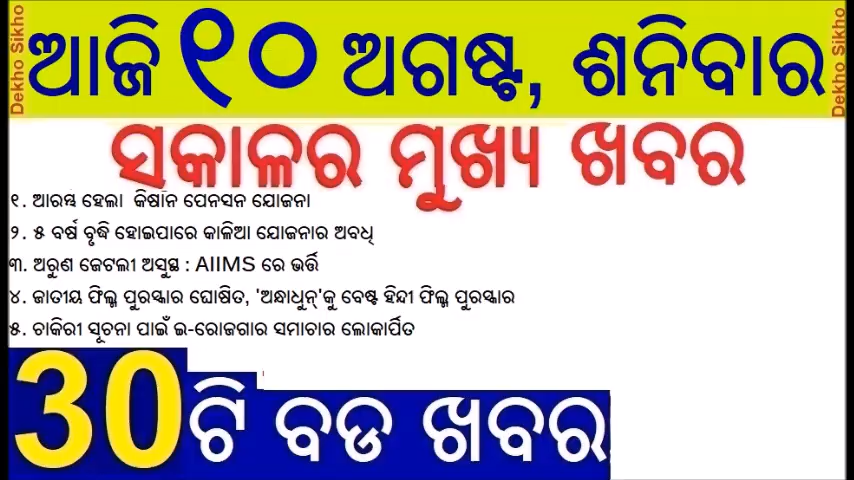 ଆଜି ୧୦ ଅଗଷ୍ଟ, ଶନିବାର
Dekho Sikho
Dekho Sikho
ସକାଳର ମୁଖ୍ୟ ଖବର
୧. ଆରମ୍ଭ ହେଲା କିଷାନ ପେନସନ ଯୋଜନା
୨. ୫ ବର୍ଷ ବୃଦ୍ଧି ହୋଇପାରେ କାଳିଆ ଯୋଜନାର ଅବଧି
୩. ଅରୁଣ ଜେଟଲୀ ଅସୁସ୍ଥ : AIIMS ରେ ଭର୍ତ୍ତି
୪. ଜାତୀୟ ଫିଲ୍ମ ପୁରସ୍କାର ଘୋଷିତ, 'ଅନ୍ଧାଧୁନ୍'କୁ ବେଷ୍ଟ ହିନ୍ଦୀ ଫିଲ୍ମ ପୁରସ୍କାର
୫. ଚାକିରୀ ସୂଚନା ପାଇଁ ଇ-ରୋଜଗାର ସମାଚାର ଲୋକାର୍ପିତ
30ଟି ବଡ ଖବର